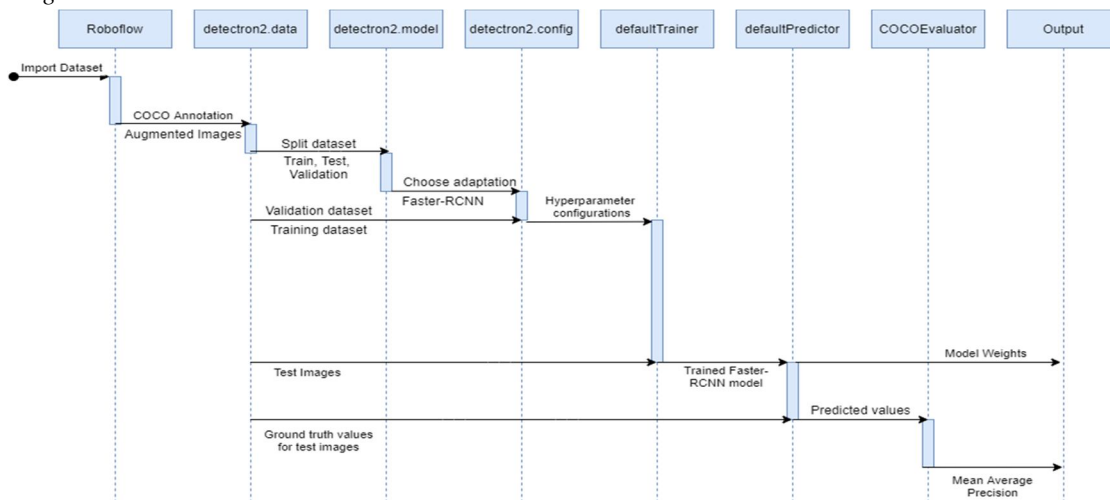 Roboflow
detectron2.data
detectron2.model
detectron2.config
defaultTrainer
defaultPredictor
COCOEvaluator
Output
Import Dataset
COCO Annotation
Augmented Images
Split dataset
Train, Test,
Validation
Choose adaptation
Faster-RCNN
Validation dataset
Training dataset
Hyperparameter
configurations
Test Images
Trained Faster-
RCNN model
Model Weights
Ground truth values
for test images
Predicted values
Mean Average
Precision